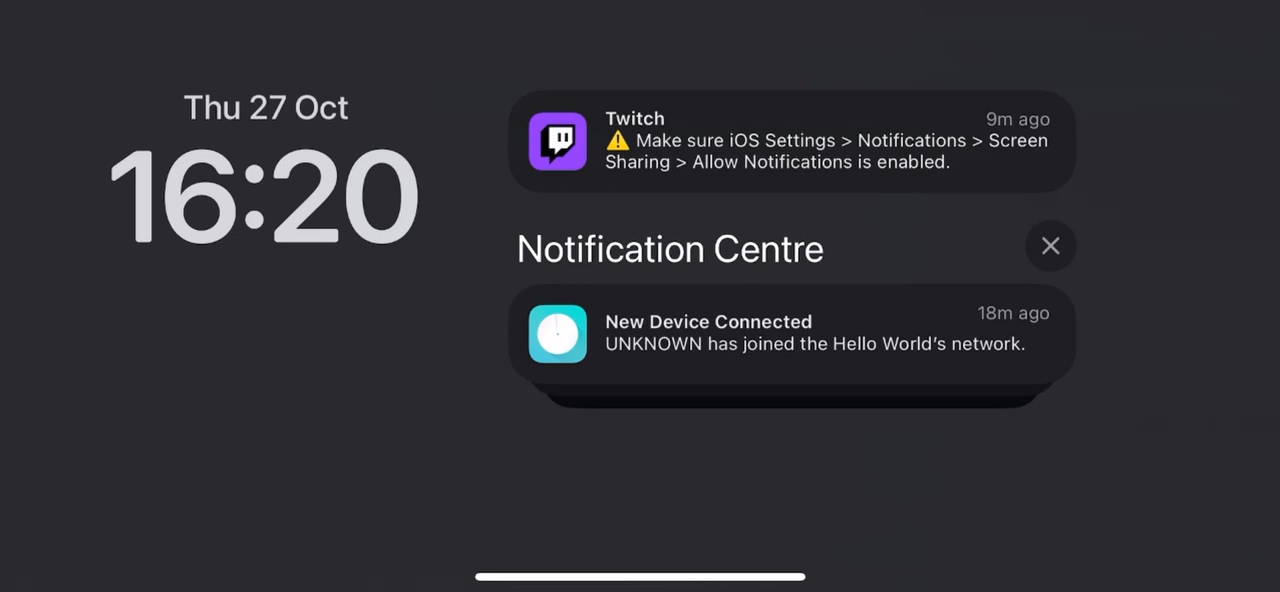 Thu 27 Oct
16:20
Twitch
9m ago
⚠️ Make sure iOS Settings > Notifications > Screen
Sharing > Allow Notifications is enabled.
Notification Centre
New Device Connected
18m ago
UNKNOWN has joined the Hello World’s network.